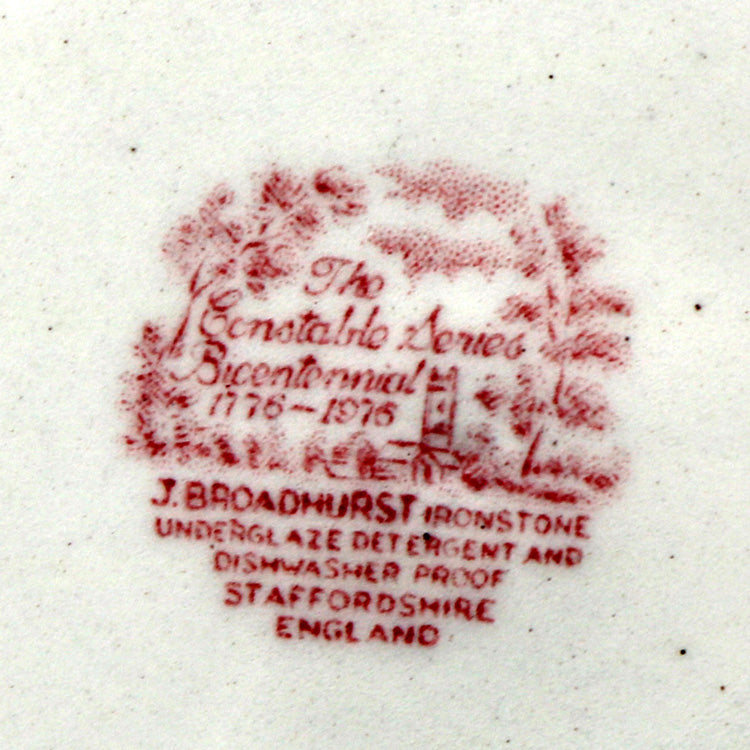 The
Constable Series
Bicentennial
1776-1976
J. BROADHURST IRONSTONE
UNDERGLAZE DETERGENT AND
DISHWASHER PROOF
STAFFORDSHIRE
ENGLAND